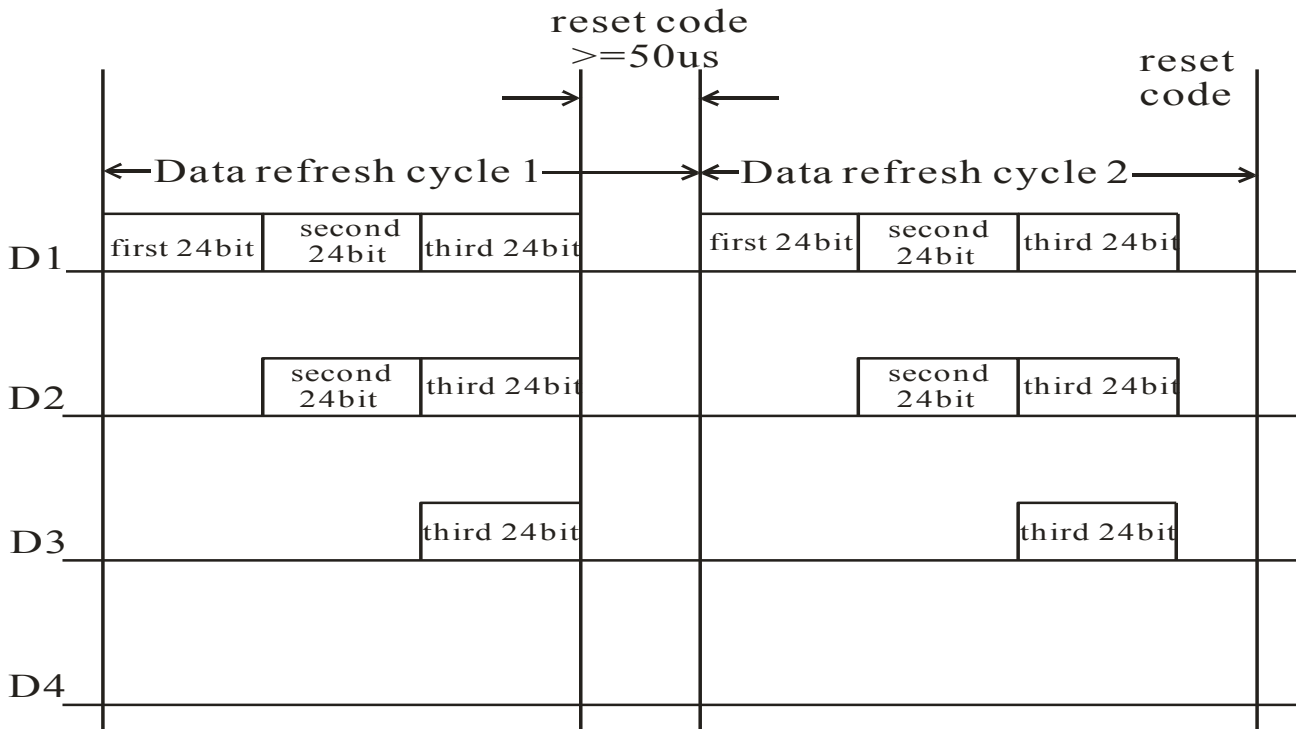 reset code
>=50us
reset
code
Data refresh cycle 1
Data refresh cycle 2
D1
first 24bit
second
24bit
third 24bit
first 24bit
second
24bit
third 24bit
D2
second
24bit
third 24bit
second
24bit
third 24bit
D3
third 24bit
third 24bit
D4